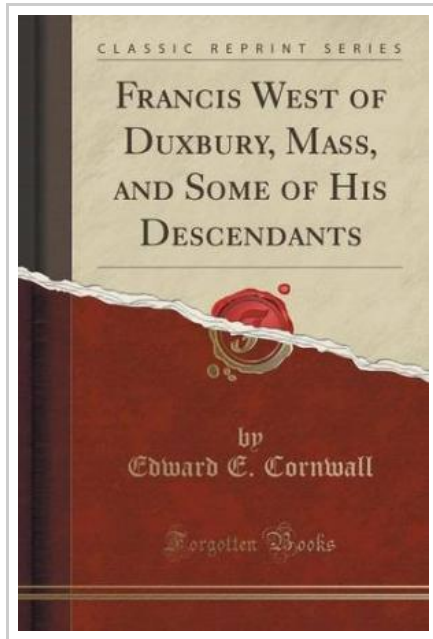 CLASSIC REPRINT SERIES
FRANCIS WEST OF
DUXBURY, MASS,
AND SOME OF HIS
DESCENDANTS
by
Edward E. Cornwall
Forgotten Books